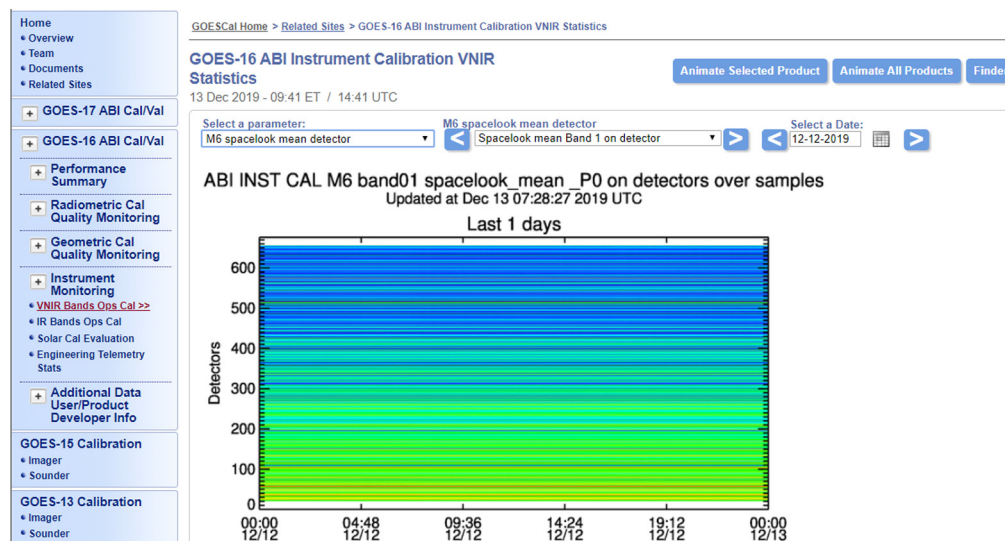 Home
• Overview
• Team
• Documents
• Related Sites
+ GOES-17 ABI Cal/Val
+ GOES-16 ABI Cal/Val
+ Performance
Summary
+ Radiometric Cal
Quality Monitoring
+ Geometric Cal
Quality Monitoring
+ Instrument
Monitoring
• VNIR Bands Ops Cal >>
• IR Bands Ops Cal
• Solar Cal Evaluation
• Engineering Telemetry
Stats
+ Additional Data
User/Product
Developer Info
GOES-15 Calibration
• Imager
• Sounder
GOES-13 Calibration
• Imager
• Sounder
GOESCal Home > Related Sites > GOES-16 ABI Instrument Calibration VNIR Statistics
GOES-16 ABI Instrument Calibration VNIR
Statistics
Animate Selected Product Animate All Products Finder
13 Dec 2019 - 09:41 ET / 14:41 UTC
Select a parameter: M6 spacelook mean detector Select a Date:
M6 spacelook mean detector < Spacelook mean Band 1 on detector > < 12-12-2019 >
ABI INST CAL M6 band01 spacelook_mean _P0 on detectors over samples
Updated at Dec 13 07:28:27 2019 UTC
Last 1 days
Detectors
600
500
400
300
200
100
0
00:00 04:48 09:36 14:24 19:12 00:00
12/12 12/12 12/12 12/12 12/12 12/13